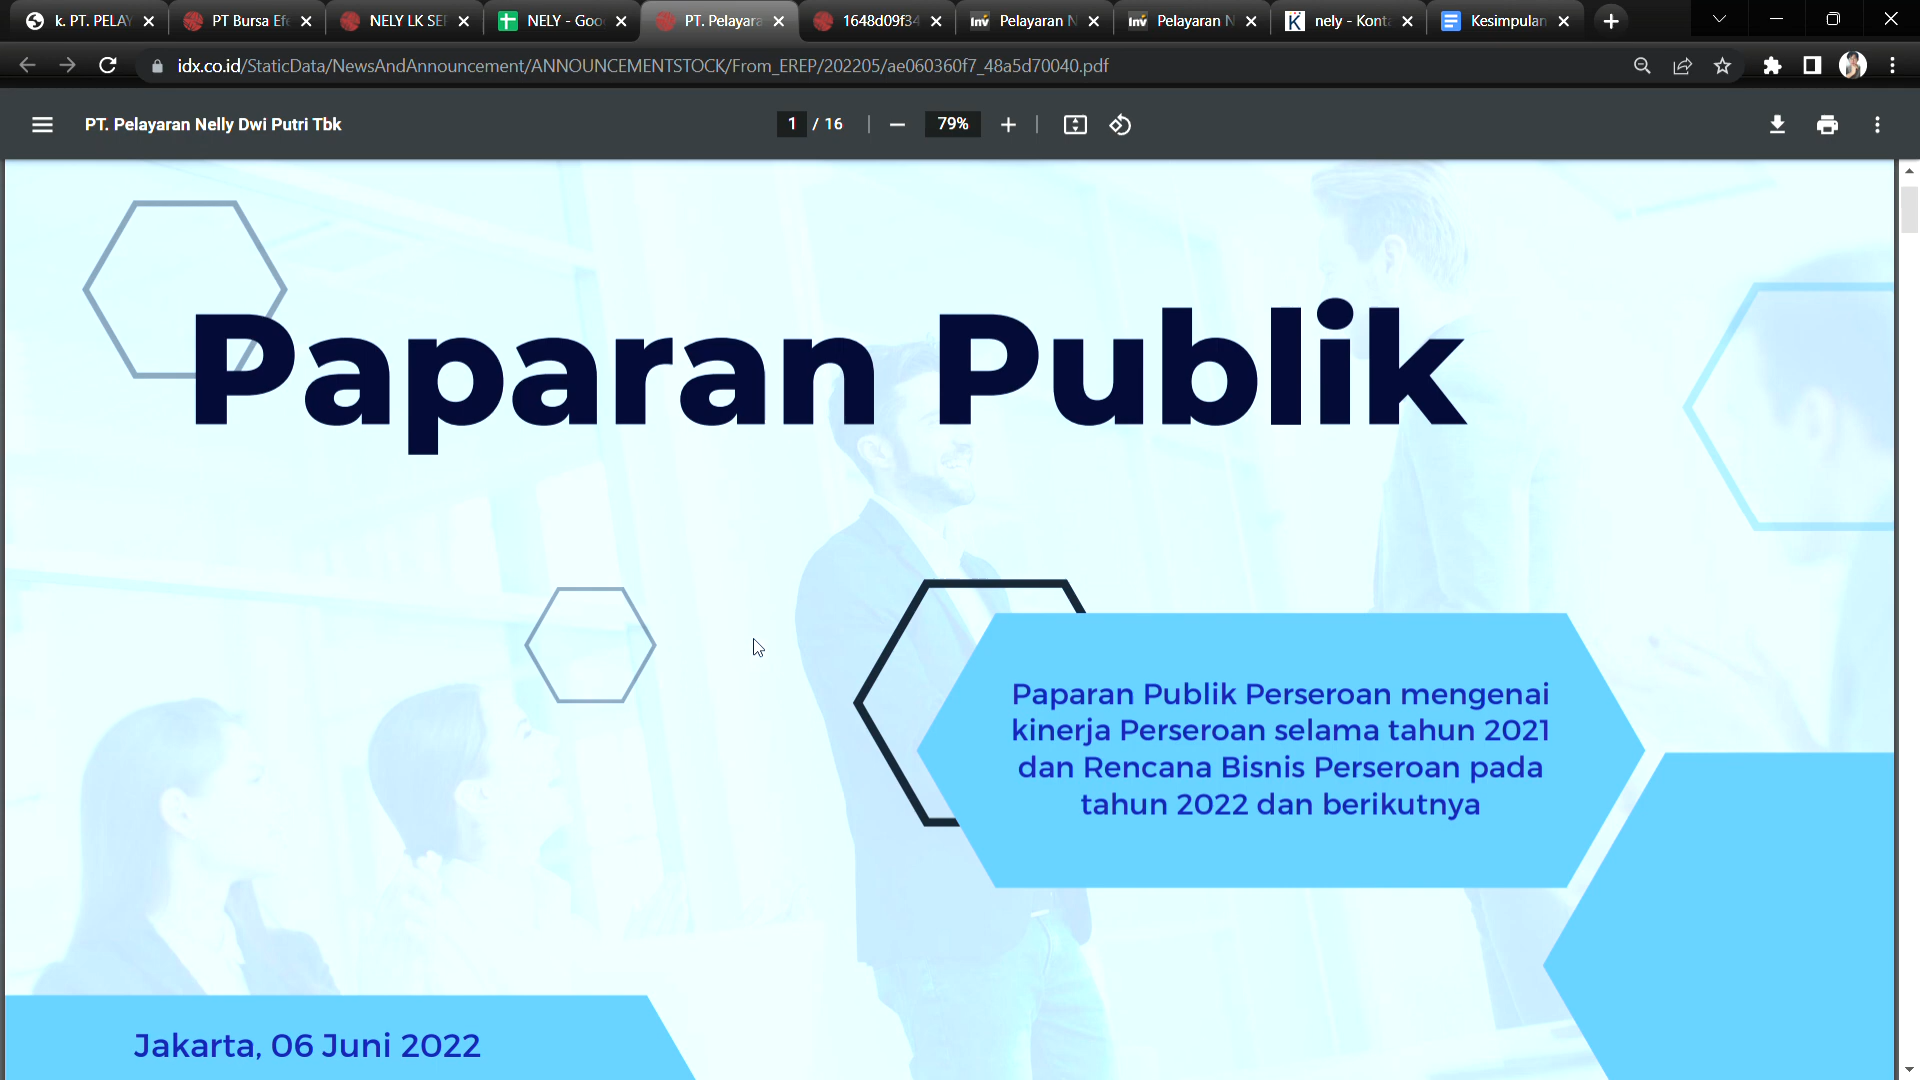 k. PT. PELAY
PT Bursa Efe
NELY LK SEP
NELY - Goo
PT. Pelayara
1648d09f34
Pelayaran N
Pelayaran N
nely - Konta
Kesimpulan
idx.co.id/StaticData/NewsAndAnnouncement/ANNOUNCEMENTSTOCK/From_EREP/202205/ae060360f7_48a5d70040.pdf
PT. Pelayaran Nelly Dwi Putri Tbk
1 / 16
79%
Paparan Publik
Paparan Publik Perseroan mengenai
kinerja Perseroan selama tahun 2021
dan Rencana Bisnis Perseroan pada
tahun 2022 dan berikutnya
Jakarta, 06 Juni 2022